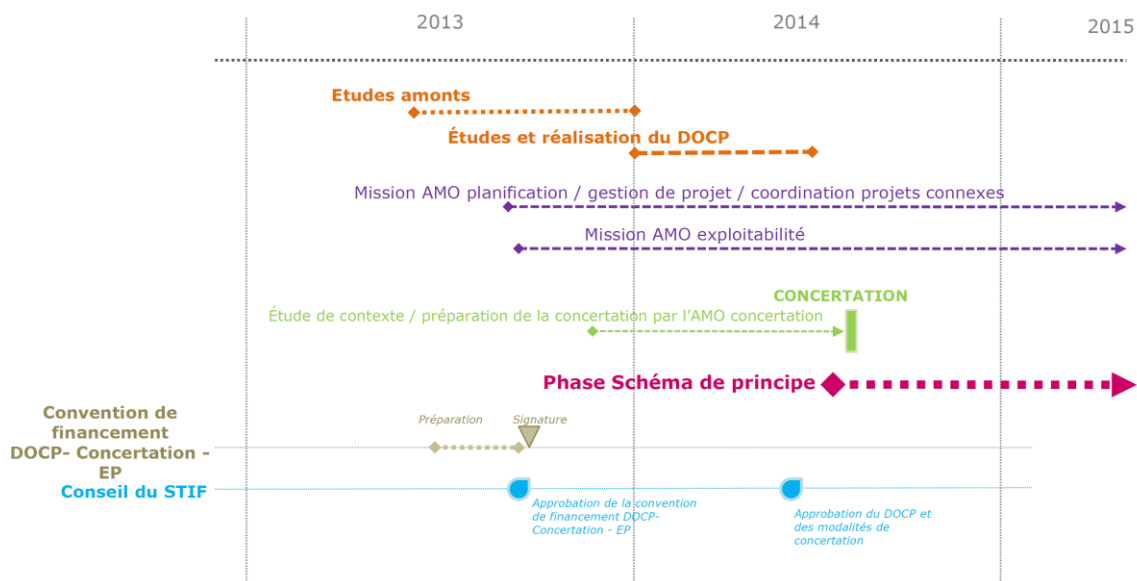 2013
2014
2015
Etudes amonts
Études et réalisation du DOCP
Mission AMO planification / gestion de projet / coordination projets connexes
Mission AMO exploitabilité
CONCERTATION
Étude de contexte / préparation de la concertation par l'AMO concertation
Phase Schéma de principe
Convention de
financement
DOCP- Concertation -
EP
Préparation
Signature
Conseil du STIF
Approbation de la convention
de financement DOCP-
Concertation - EP
Approbation du DOCP et
des modalités de
concertation